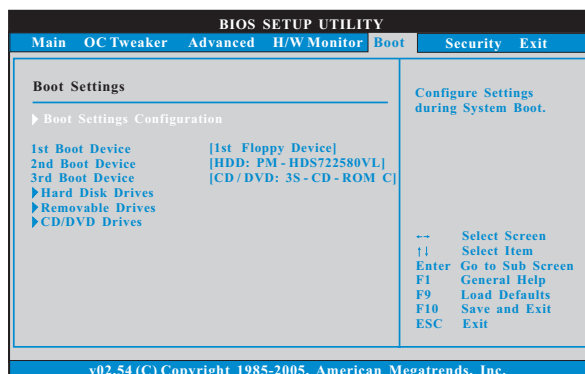 BIOS SETUP UTILITY
Main OC Tweaker Advanced H/W Monitor Boot Security Exit
Boot Settings
Boot Settings Configuration
1st Boot Device [1st Floppy Device]
2nd Boot Device [HDD: PM - HDS722580VL]
3rd Boot Device [CD / DVD: 3S - CD - ROM C]
Hard Disk Drives
Removable Drives
CD/DVD Drives
Configure Settings
during System Boot.
←→ Select Screen
↑↓ Select Item
Enter Go to Sub Screen
F1 General Help
F9 Load Defaults
F10 Save and Exit
ESC Exit
v02.54 (C) Copyright 1985-2005, American Megatrends, Inc.